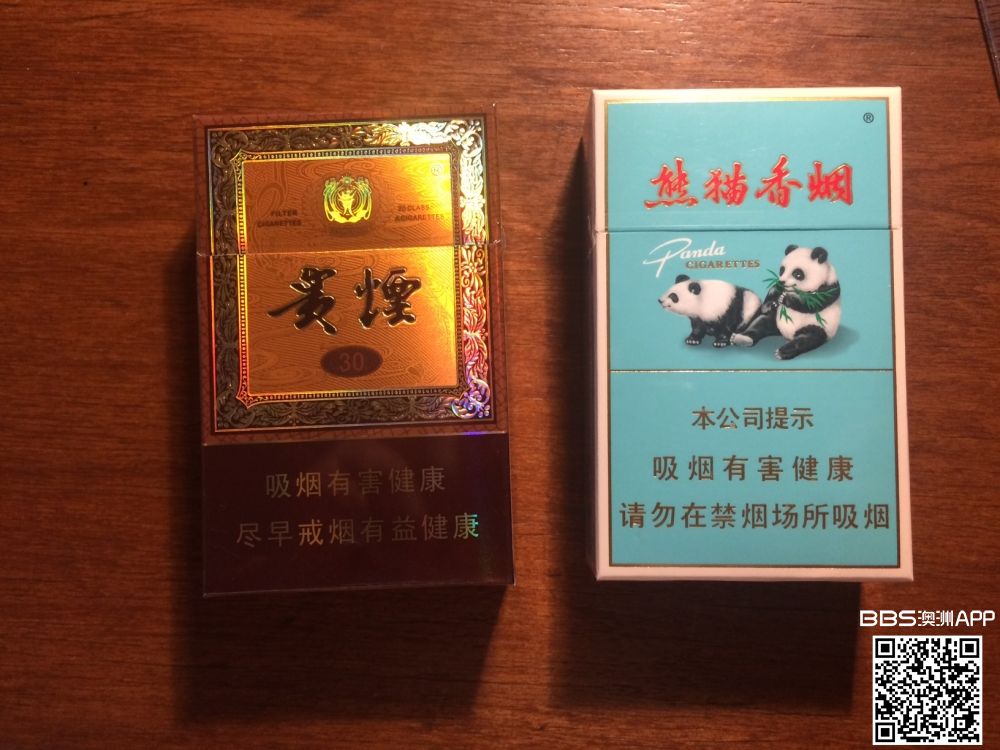 FILTER
CIGARETTES
20 CLASS
A CIGARETTES
貴煙
30
吸烟有害健康
尽早戒烟有益健康
®
熊猫香烟
Panda
CIGARETTES
本公司提示
吸烟有害健康
请勿在禁烟场所吸烟
BBS澳洲APP